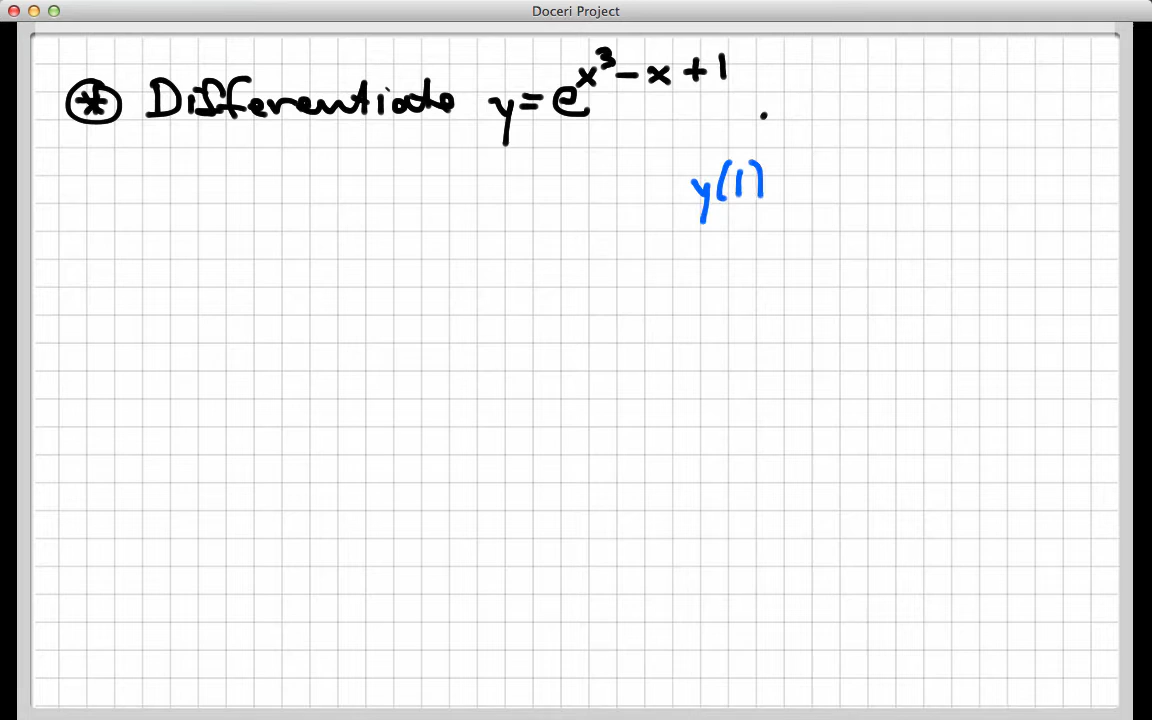 Doceri Project
⊛ Differentiate y = e^{x^3 - x + 1}.
y(1)